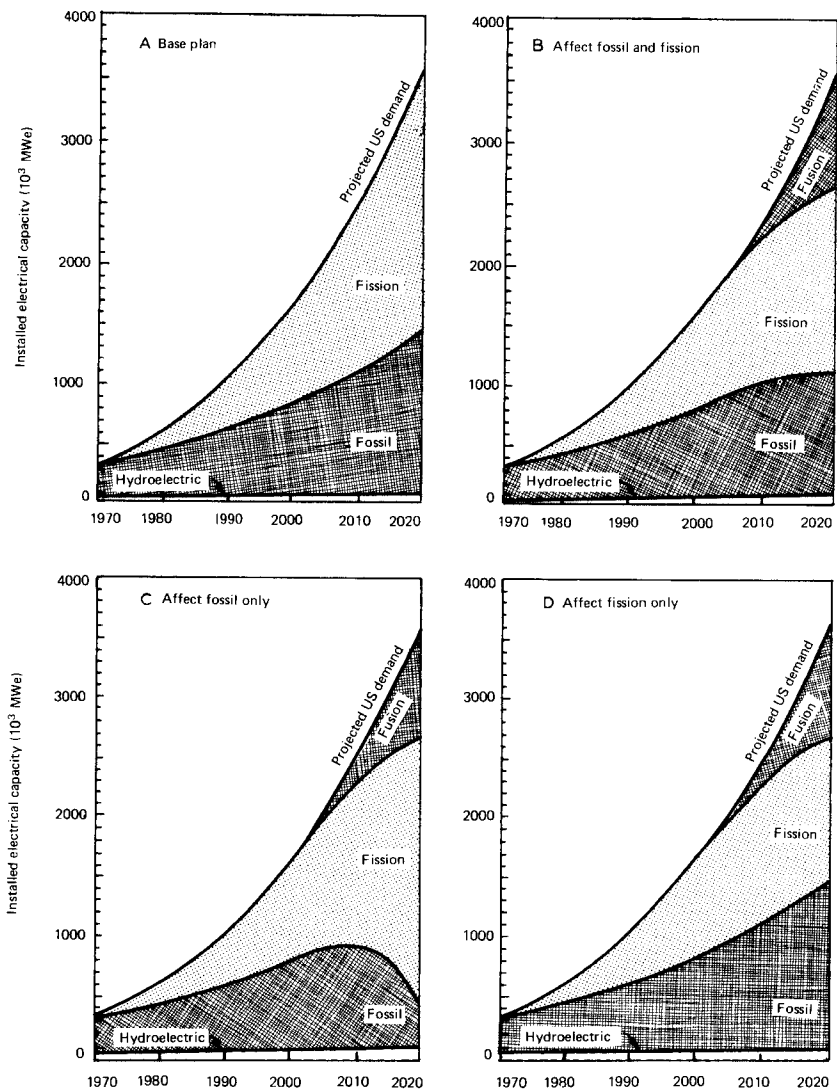 A Base plan
Installed electrical capacity (10³ MWe)
4000
3000
2000
1000
0
Projected US demand
Fission
Fossil
Hydroelectric
1970 1980 1990 2000 2010 2020
B Affect fossil and fission
4000
3000
2000
1000
0
Projected US demand
Fusion
Fission
Fossil
Hydroelectric
1970 1980 1990 2000 2010 2020
C Affect fossil only
Installed electrical capacity (10³ MWe)
4000
3000
2000
1000
0
Projected US demand
Fusion
Fission
Fossil
Hydroelectric
1970 1980 1990 2000 2010 2020
D Affect fission only
4000
3000
2000
1000
0
Projected US demand
Fusion
Fission
Fossil
Hydroelectric
1970 1980 1990 2000 2010 2020